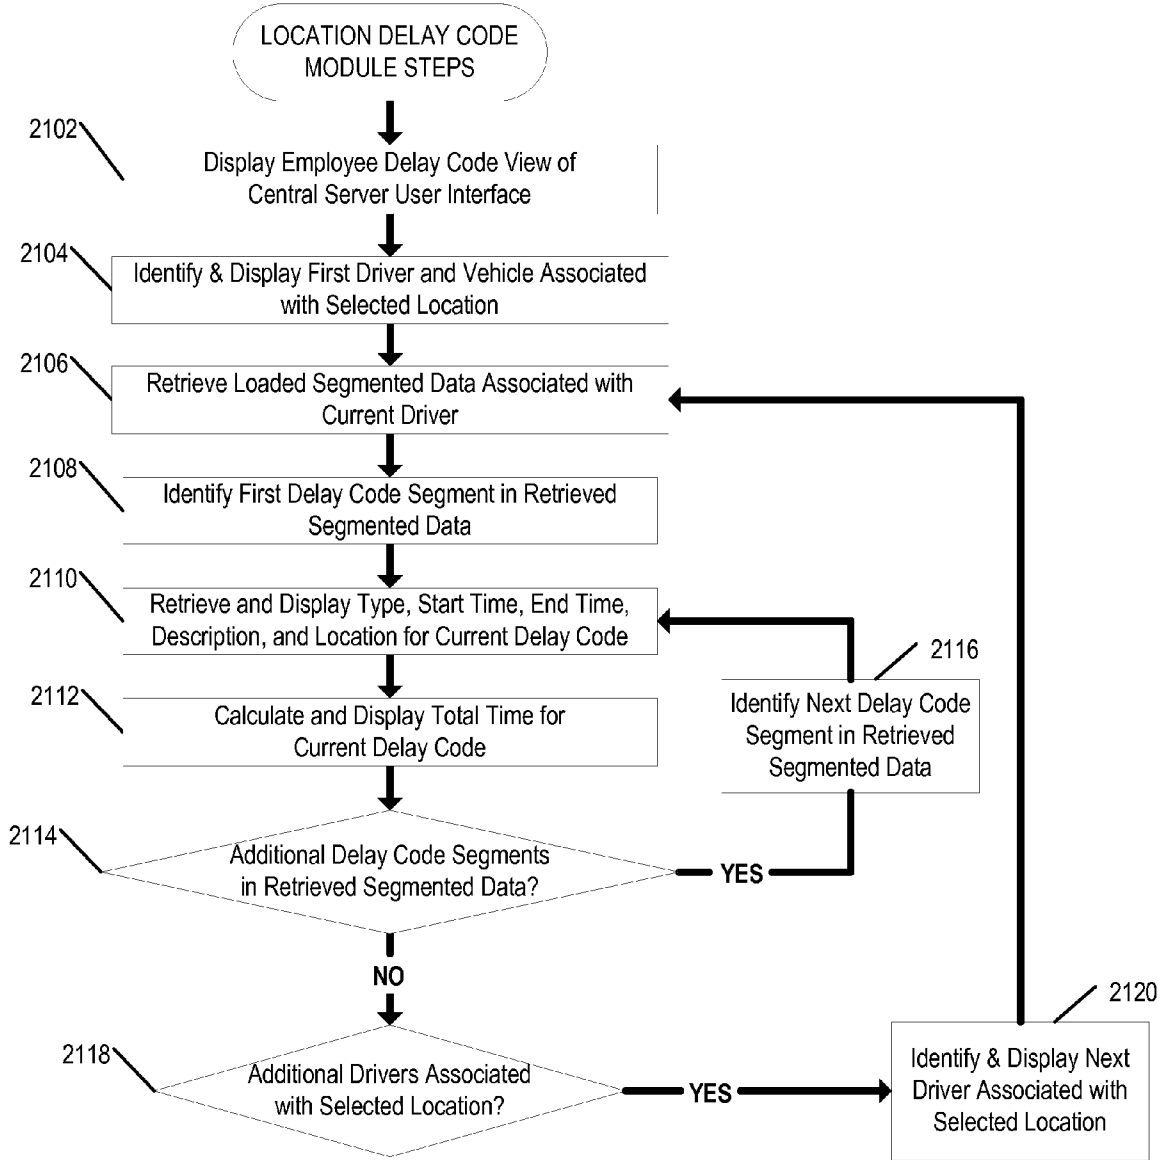 LOCATION DELAY CODE
MODULE STEPS
2102
Display Employee Delay Code View of
Central Server User Interface
2104
Identify & Display First Driver and Vehicle Associated
with Selected Location
2106
Retrieve Loaded Segmented Data Associated with
Current Driver
2108
Identify First Delay Code Segment in Retrieved
Segmented Data
2110
Retrieve and Display Type, Start Time, End Time,
Description, and Location for Current Delay Code
2112
Calculate and Display Total Time for
Current Delay Code
2116
Identify Next Delay Code
Segment in Retrieved
Segmented Data
2114
Additional Delay Code Segments
in Retrieved Segmented Data?
YES
NO
2118
Additional Drivers Associated
with Selected Location?
YES
2120
Identify & Display Next
Driver Associated with
Selected Location